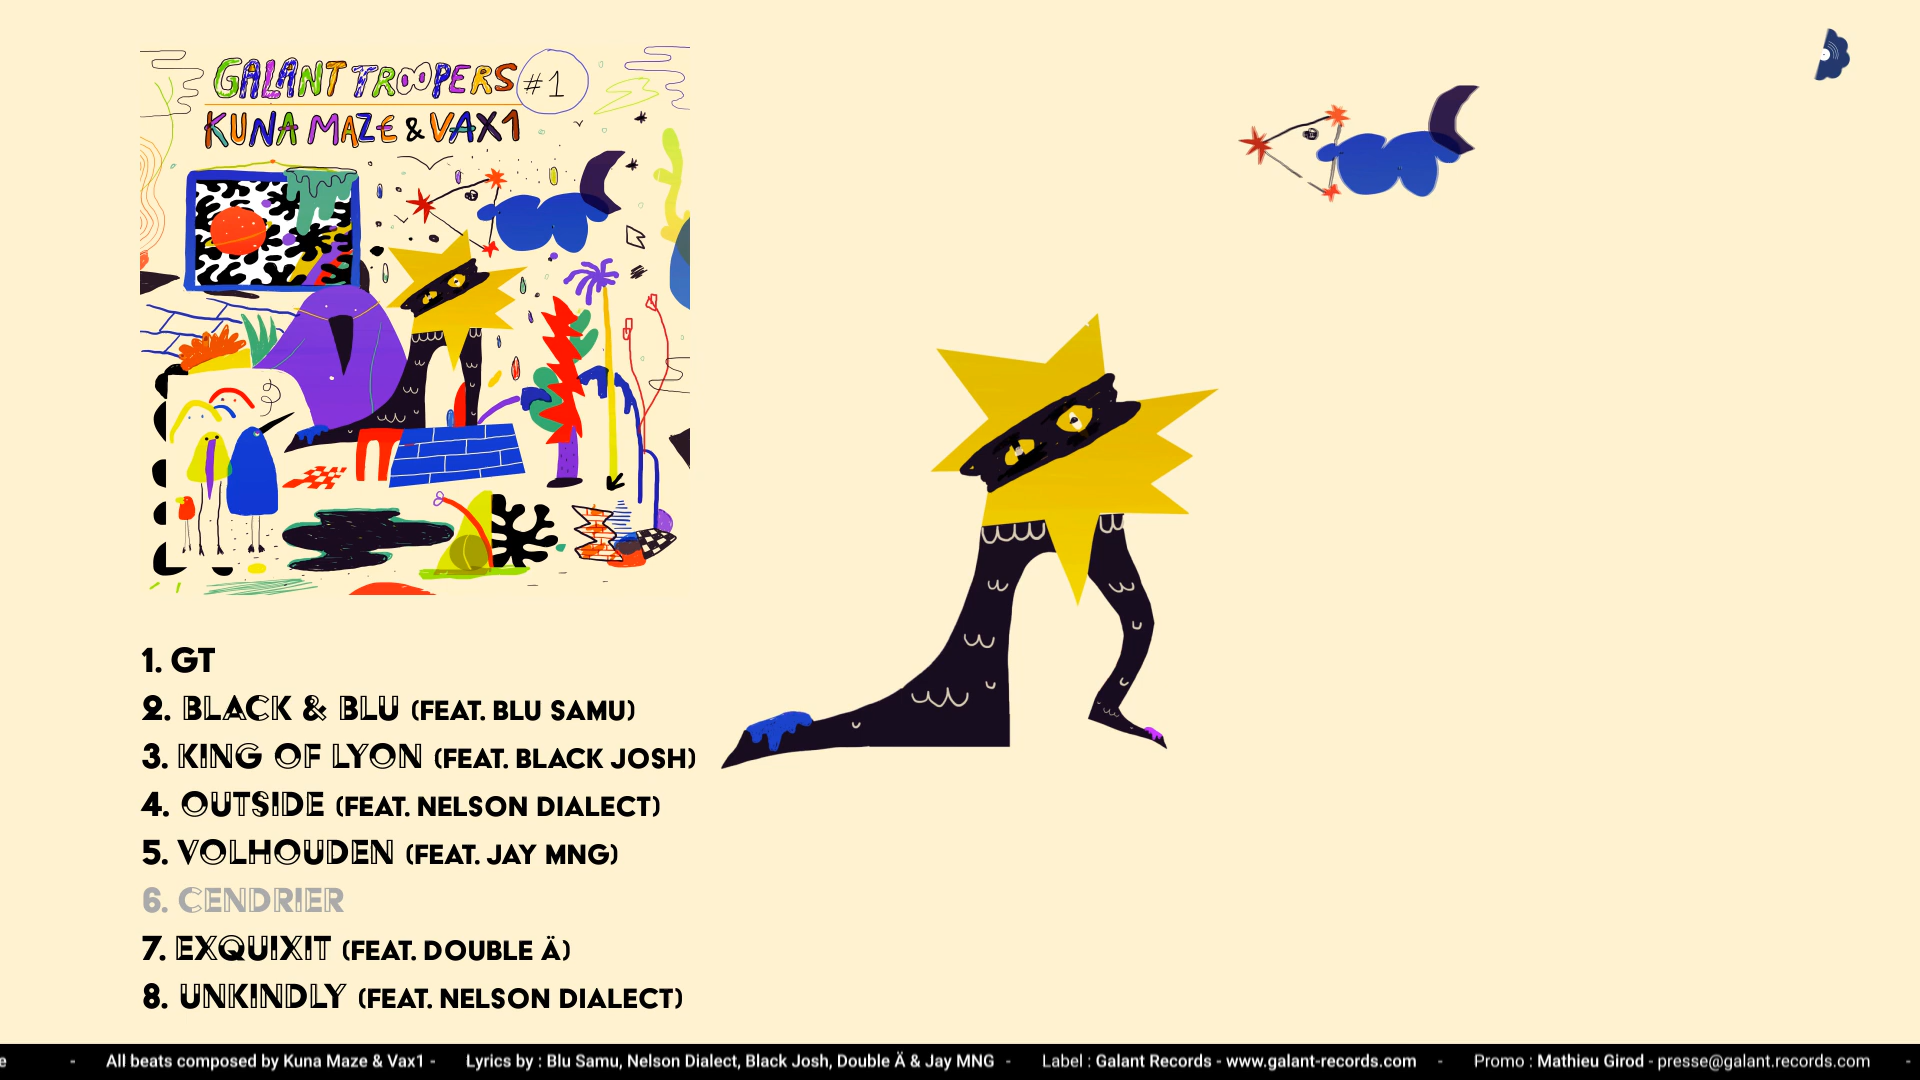 GALANT TROOPERS #1
KUNA MAZE & VAX1
1. GT
2. BLACK & BLU (FEAT. BLU SAMU)
3. KING OF LYON (FEAT. BLACK JOSH)
4. OUTSIDE (FEAT. NELSON DIALECT)
5. VOLHOUDEN (FEAT. JAY MNG)
6. CENDRIER
7. EXQUIXIT (FEAT. DOUBLE Ä)
8. UNKINDLY (FEAT. NELSON DIALECT)
e - All beats composed by Kuna Maze & Vax1 - Lyrics by : Blu Samu, Nelson Dialect, Black Josh, Double Ä & Jay MNG - Label : Galant Records - www.galant-records.com - Promo : Mathieu Girod - presse@galant.records.com -